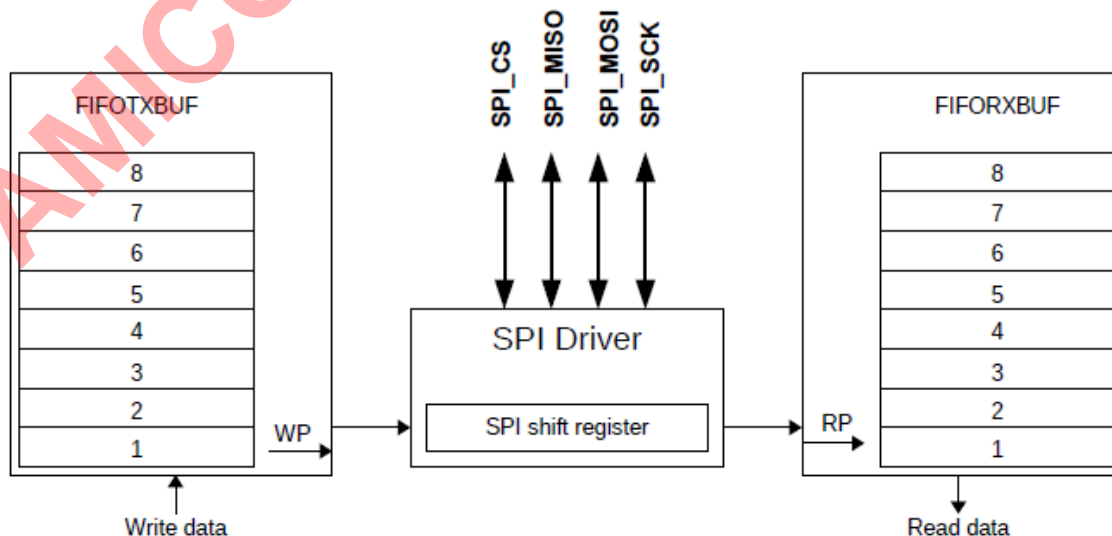 AMICC
FIFOTXBUF
8
7
6
5
4
3
2
1
WP
Write data
SPI_CS
SPI_MISO
SPI_MOSI
SPI_SCK
SPI Driver
SPI shift register
FIFORXBUF
8
7
6
5
4
3
2
1
RP
Read data